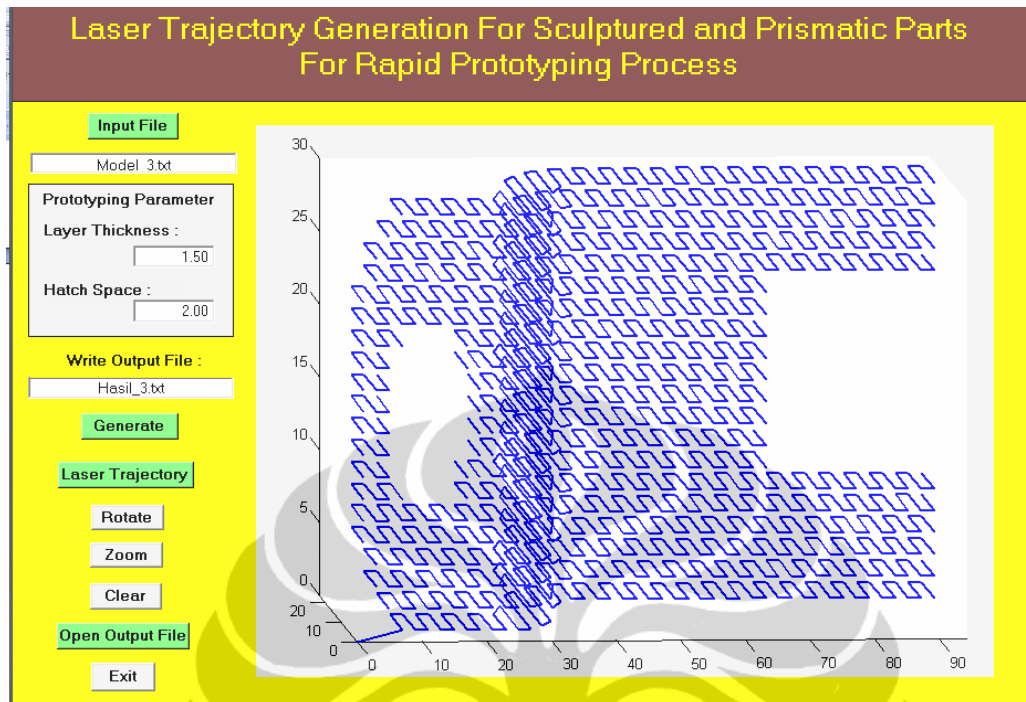 Laser Trajectory Generation For Sculptured and Prismatic Parts
For Rapid Prototyping Process
Input File
Model_3.txt
Prototyping Parameter
Layer Thickness :
1.50
Hatch Space :
2.00
Write Output File :
Hasil_3.txt
Generate
Laser Trajectory
Rotate
Zoom
Clear
Open Output File
Exit
30
25
20
15
10
5
0
20
10
0
0 10 20 30 40 50 60 70 80 90